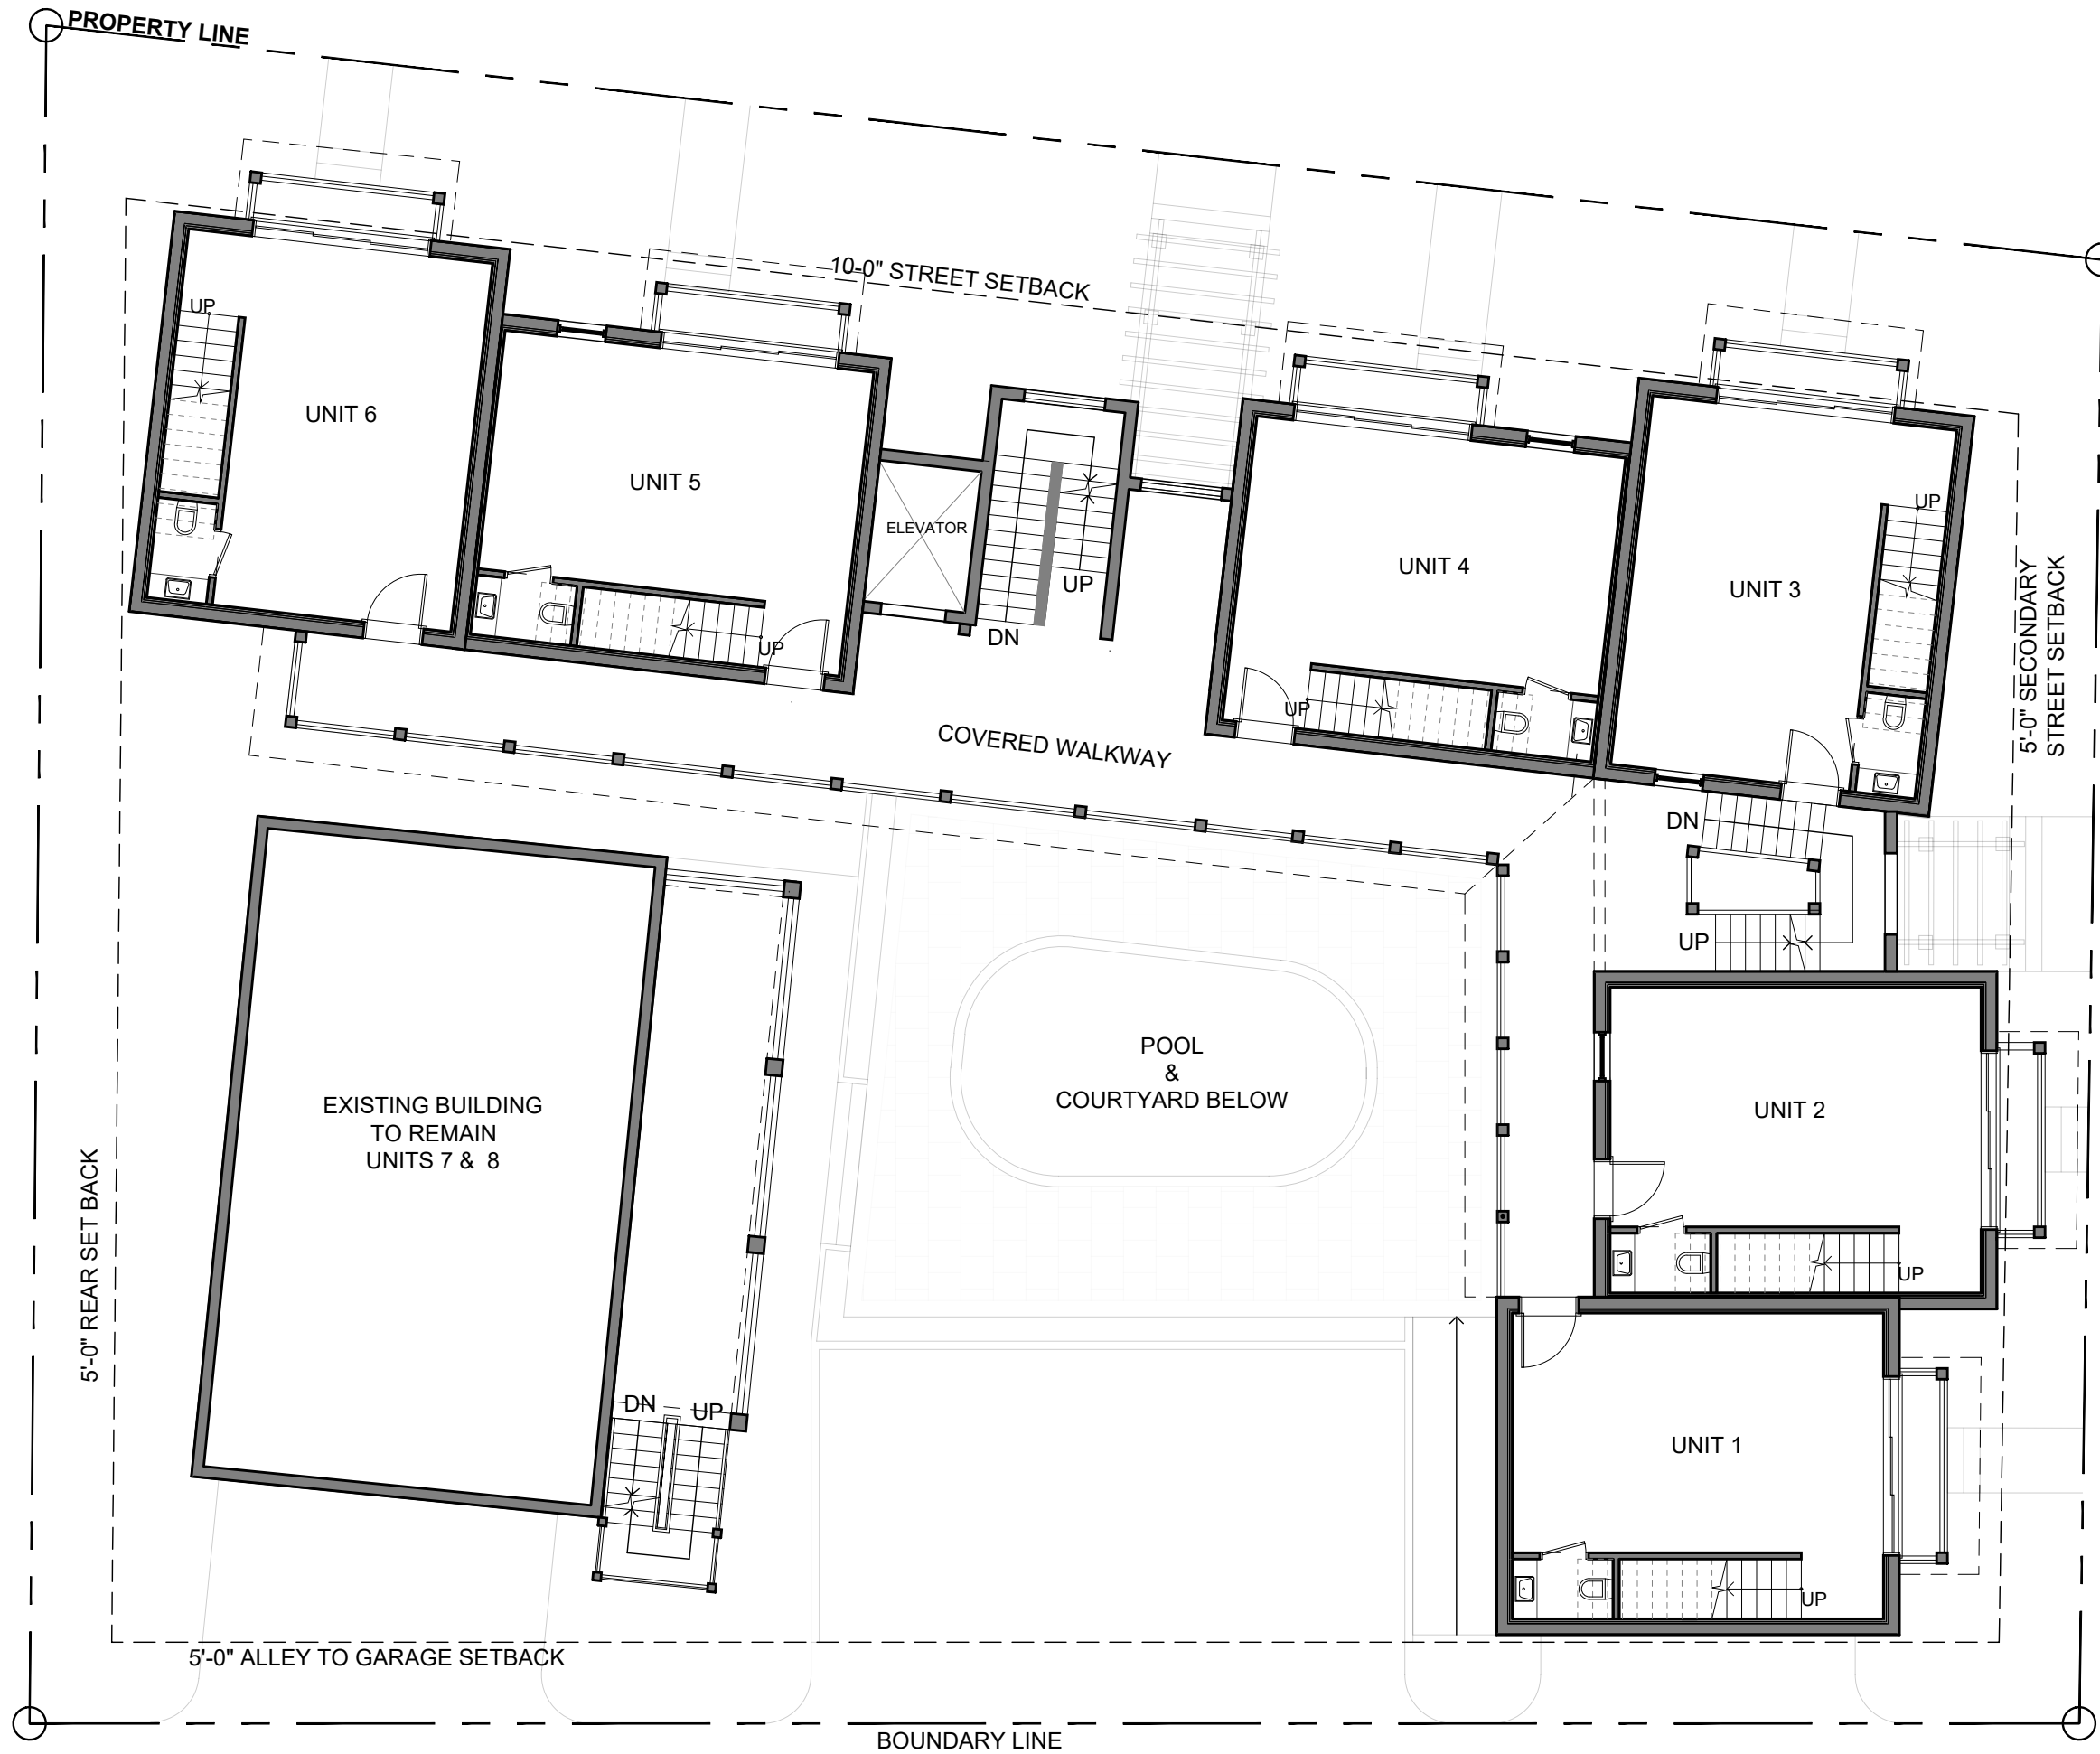 PROPERTY LINE
10-0" STREET SETBACK
UP
UNIT 6
UNIT 5
ELEVATOR
UP
DN
UP
UNIT 4
UP
UNIT 3
UP
5'-0" SECONDARY
STREET SETBACK
COVERED WALKWAY
DN
UP
POOL
&
COURTYARD BELOW
EXISTING BUILDING
TO REMAIN
UNITS 7 & 8
UNIT 2
UP
5'-0" REAR SET BACK
DN
UP
UNIT 1
UP
5'-0" ALLEY TO GARAGE SETBACK
BOUNDARY LINE